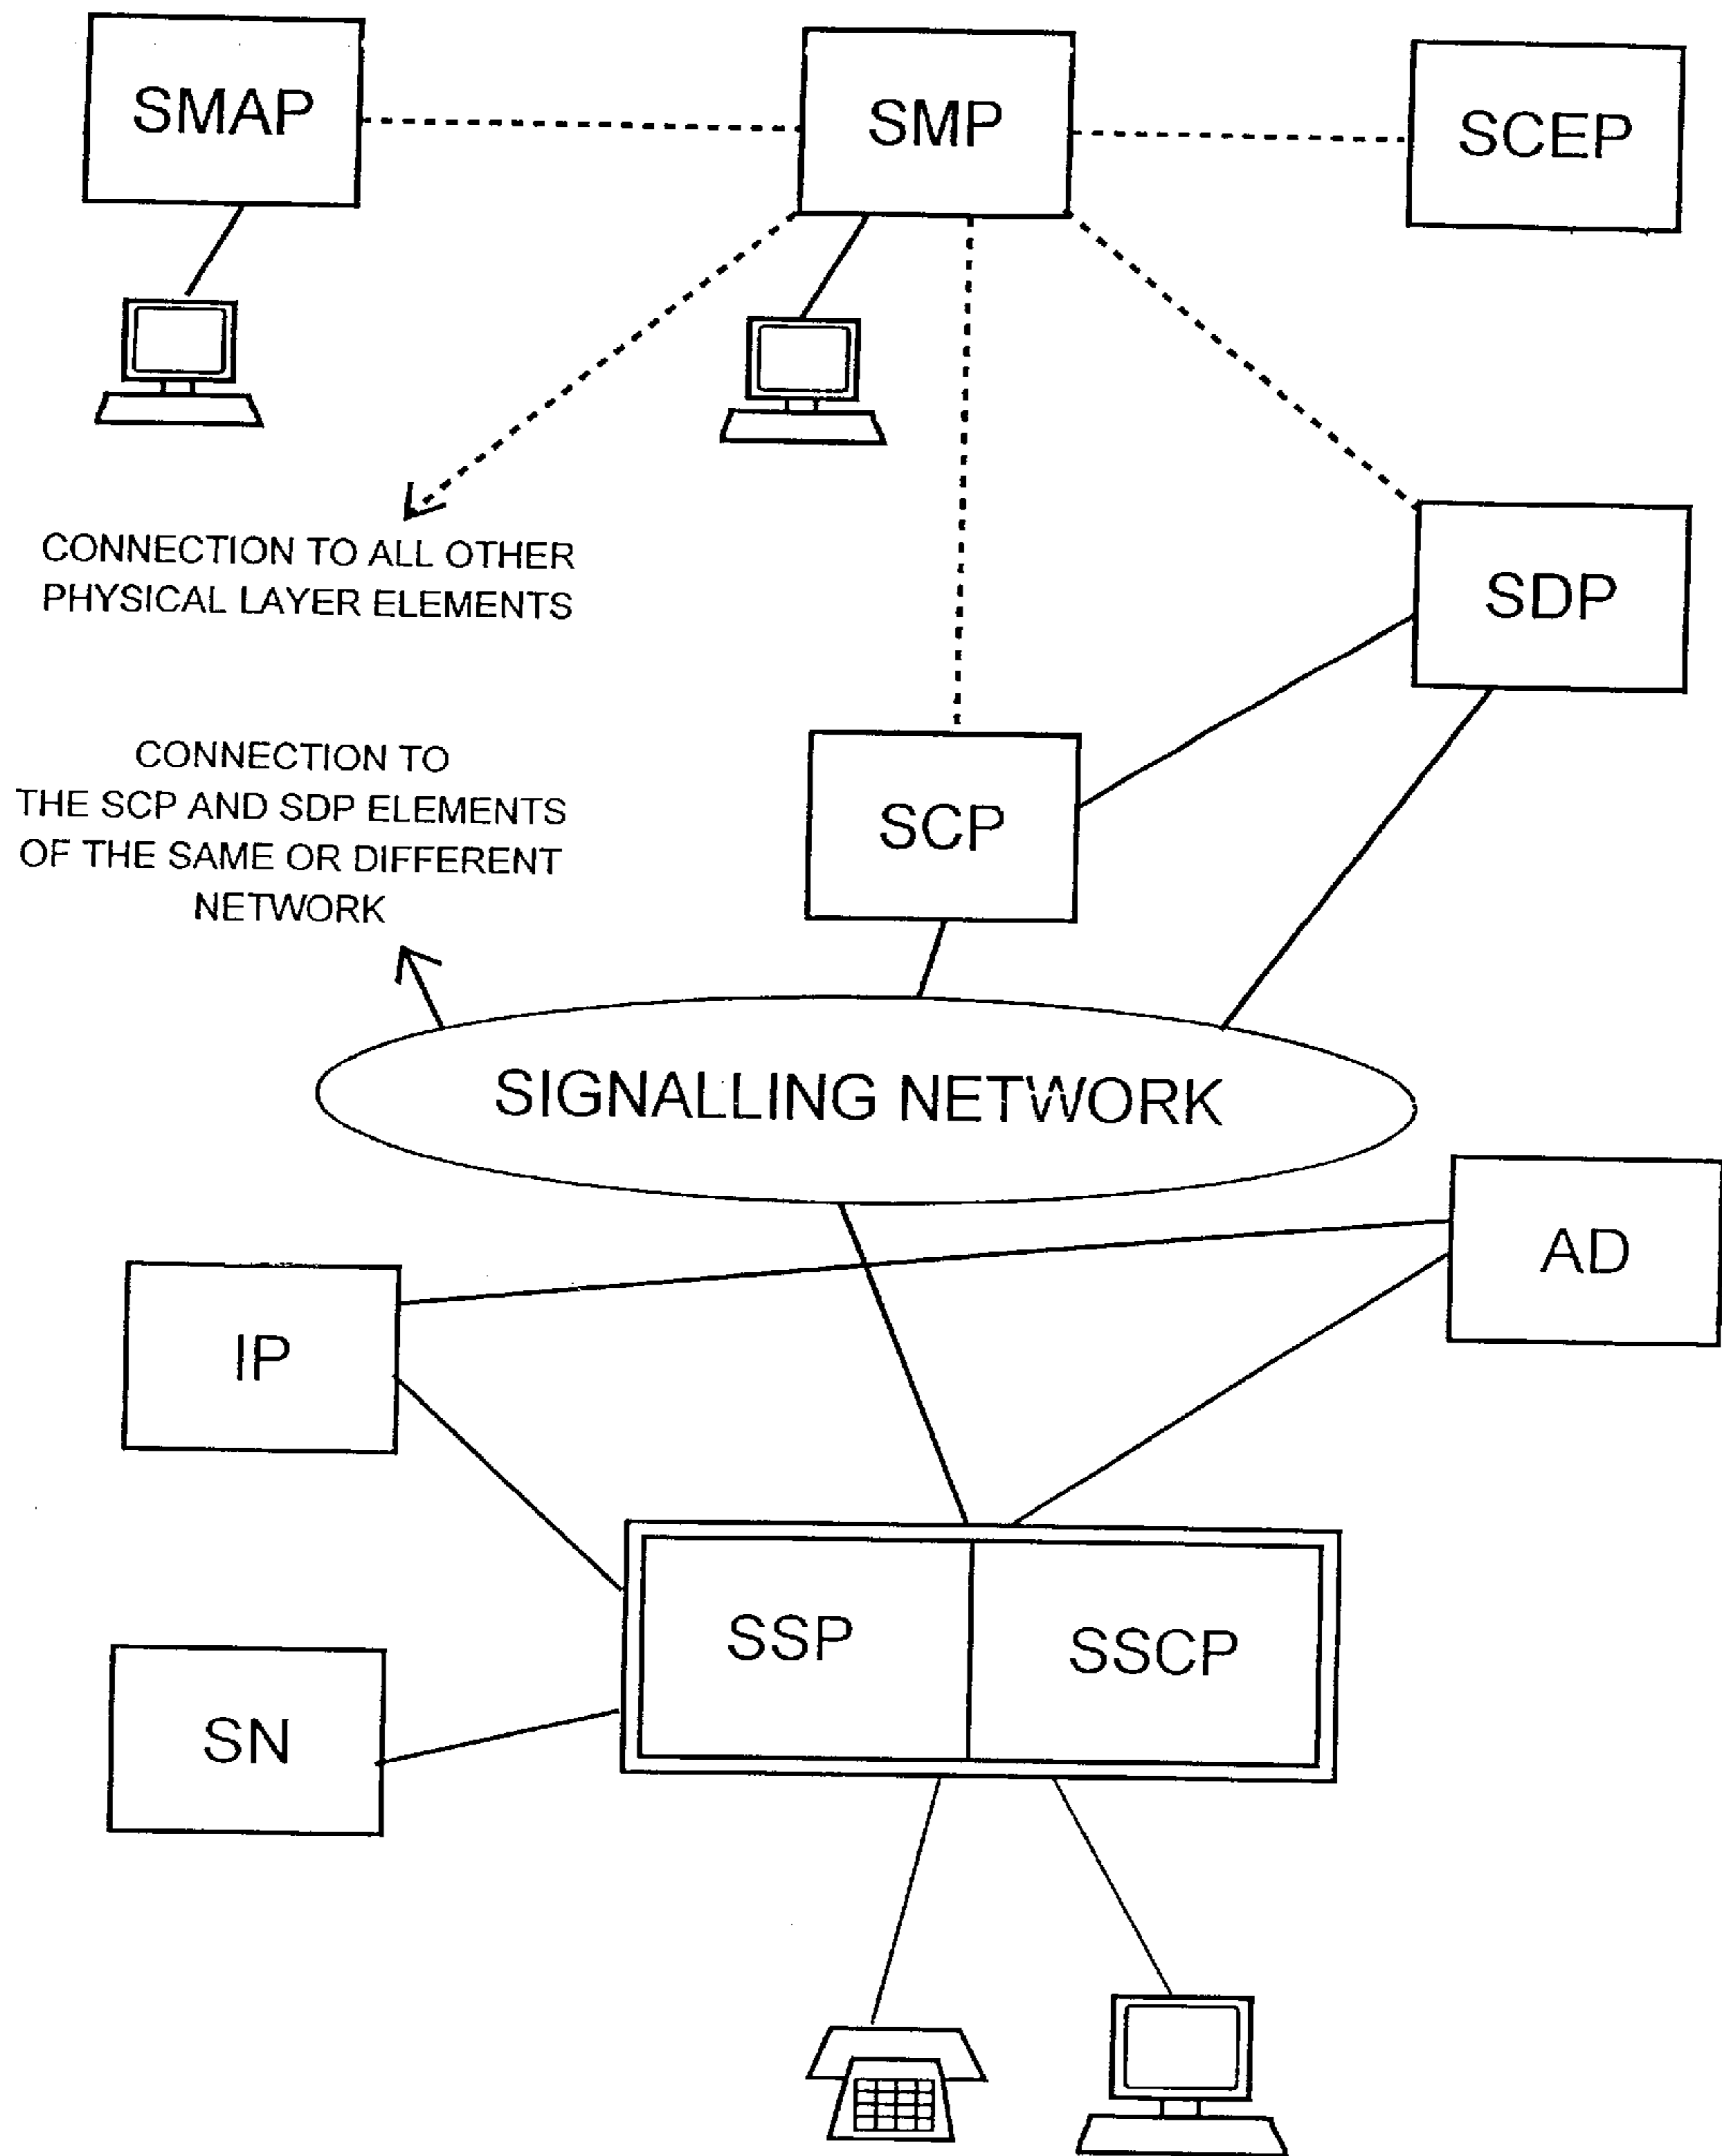 SMAP
SMP
SCEP
CONNECTION TO ALL OTHER
PHYSICAL LAYER ELEMENTS
SDP
CONNECTION TO
THE SCP AND SDP ELEMENTS
OF THE SAME OR DIFFERENT
NETWORK
SCP
SIGNALLING NETWORK
AD
IP
SSP
SSCP
SN